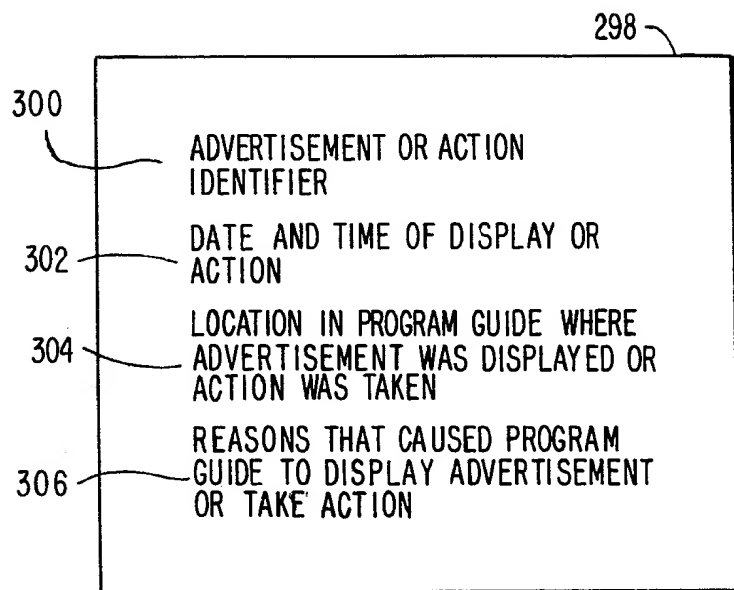 298
300
ADVERTISEMENT OR ACTION
IDENTIFIER
302
DATE AND TIME OF DISPLAY OR
ACTION
304
LOCATION IN PROGRAM GUIDE WHERE
ADVERTISEMENT WAS DISPLAYED OR
ACTION WAS TAKEN
306
REASONS THAT CAUSED PROGRAM
GUIDE TO DISPLAY ADVERTISEMENT
OR TAKE ACTION